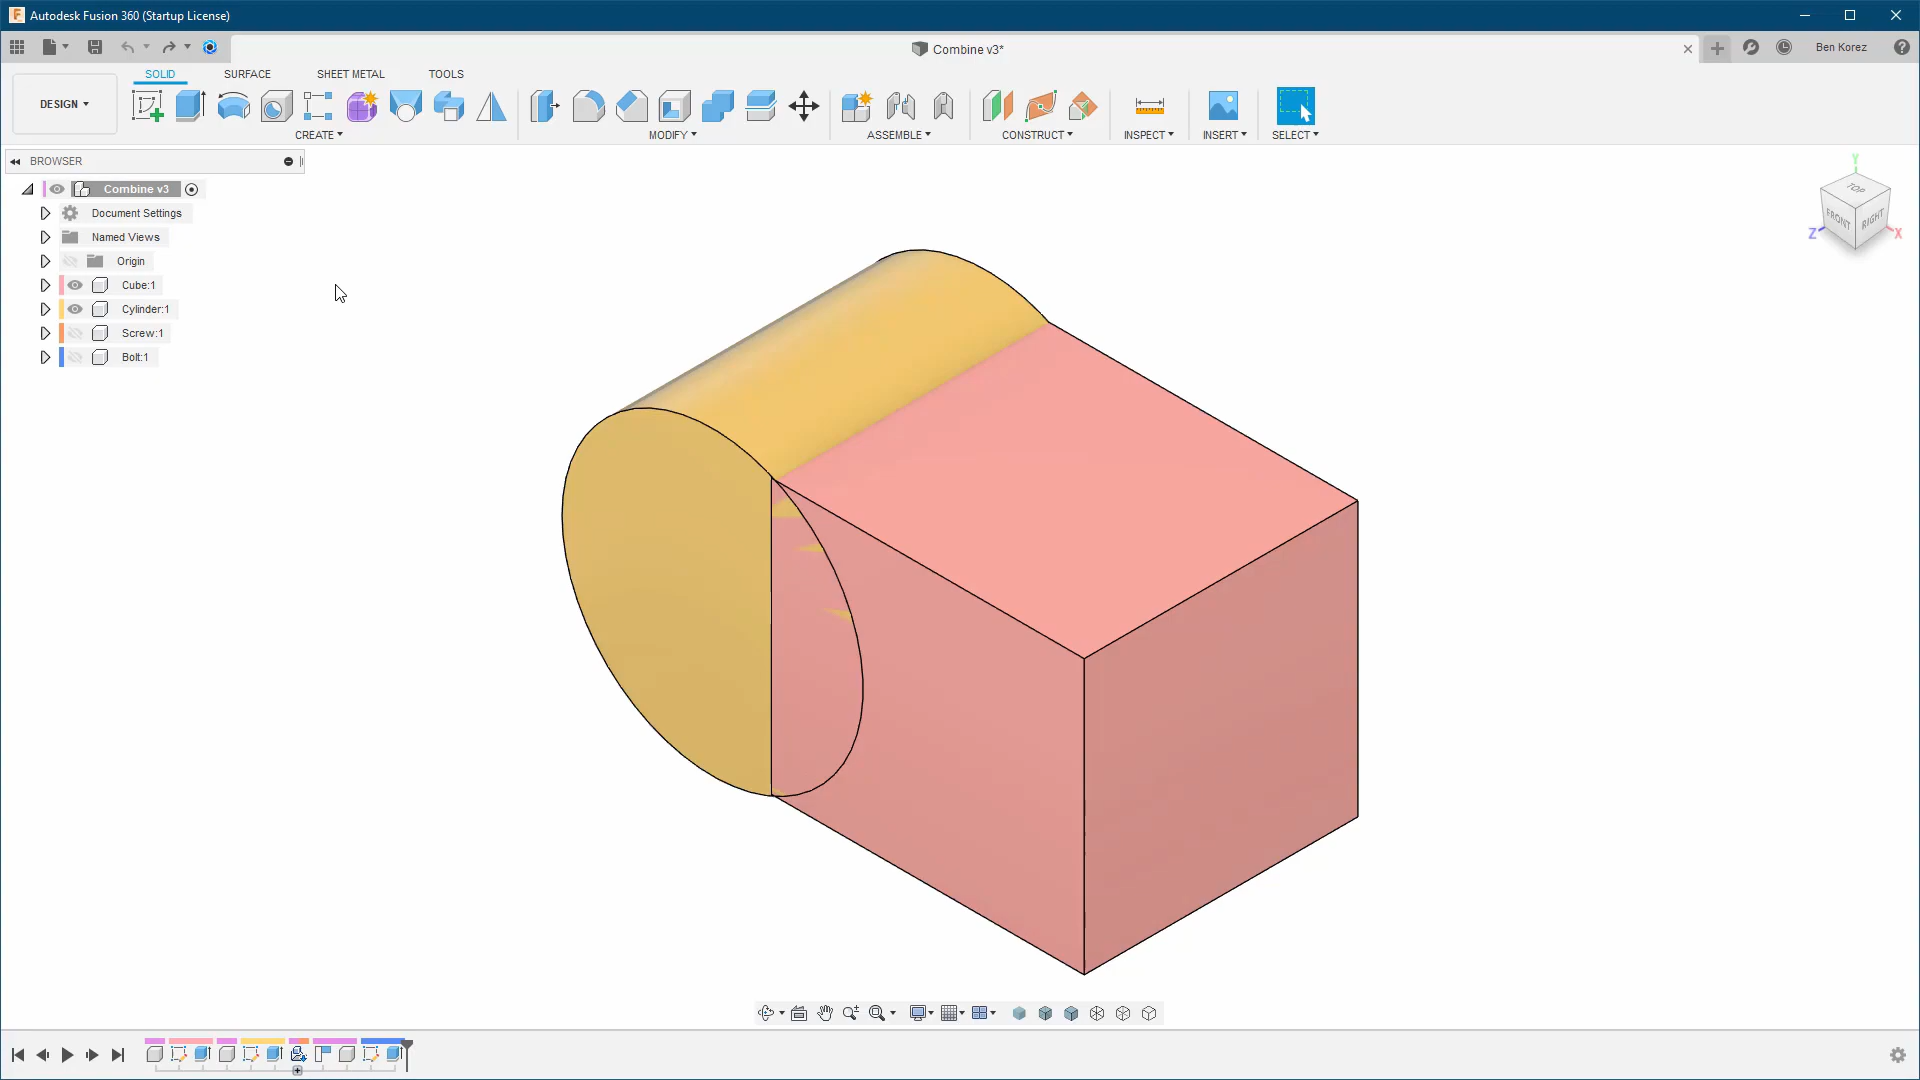 Autodesk Fusion 360 (Startup License)
Combine v3*
Ben Korez
SOLID SURFACE SHEET METAL TOOLS
DESIGN
CREATE MODIFY ASSEMBLE CONSTRUCT INSPECT INSERT SELECT
BROWSER
Combine v3
Document Settings
Named Views
Origin
Cube:1
Cylinder:1
Screw:1
Bolt:1
Y
TOP
FRONT
RIGHT
Z
X